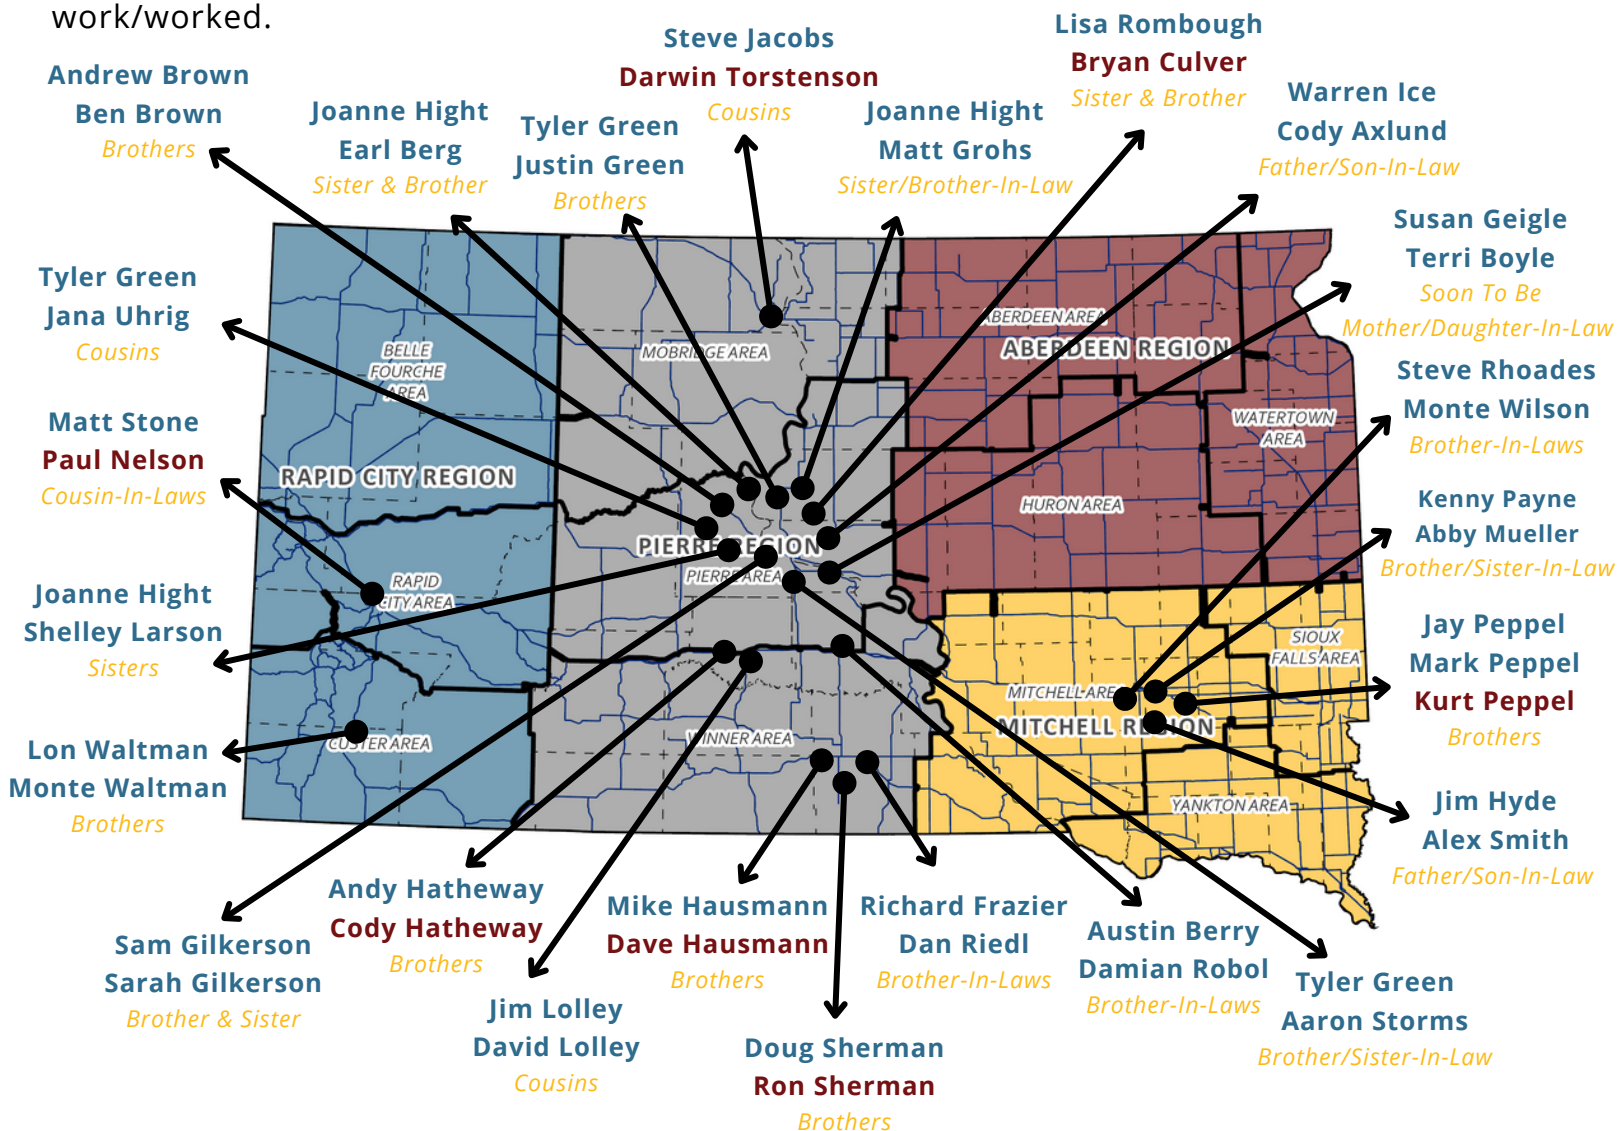 work/worked.
Andrew Brown
Ben Brown
Brothers
Joanne Hight
Earl Berg
Sister & Brother
Tyler Green
Justin Green
Brothers
Steve Jacobs
Darwin Torstenson
Cousins
Joanne Hight
Matt Grohs
Sister/Brother-In-Law
Lisa Rombough
Bryan Culver
Sister & Brother
Warren Ice
Cody Axlund
Father/Son-In-Law
Susan Geigle
Terri Boyle
Soon To Be
Mother/Daughter-In-Law
Steve Rhoades
Monte Wilson
Brother-In-Laws
Kenny Payne
Abby Mueller
Brother/Sister-In-Law
Jay Peppel
Mark Peppel
Kurt Peppel
Brothers
Jim Hyde
Alex Smith
Father/Son-In-Law
Tyler Green
Jana Uhrig
Cousins
Matt Stone
Paul Nelson
Cousin-In-Laws
Joanne Hight
Shelley Larson
Sisters
Lon Waltman
Monte Waltman
Brothers
BELLE
FOURCHE
AREA
RAPID CITY REGION
RAPID
CITY AREA
CUSTER AREA
MOBRIDGE AREA
PIERRE REGION
PIERRE AREA
WINNER AREA
ABERDEEN AREA
ABERDEEN REGION
WATERTOWN
AREA
HURON AREA
SIOUX
FALLS AREA
MITCHELL AREA
MITCHELL REGION
YANKTON AREA
Sam Gilkerson
Sarah Gilkerson
Brother & Sister
Andy Hatheway
Cody Hatheway
Brothers
Jim Lolley
David Lolley
Cousins
Mike Hausmann
Dave Hausmann
Brothers
Doug Sherman
Ron Sherman
Brothers
Richard Frazier
Dan Riedl
Brother-In-Laws
Austin Berry
Damian Robol
Brother-In-Laws
Tyler Green
Aaron Storms
Brother/Sister-In-Law